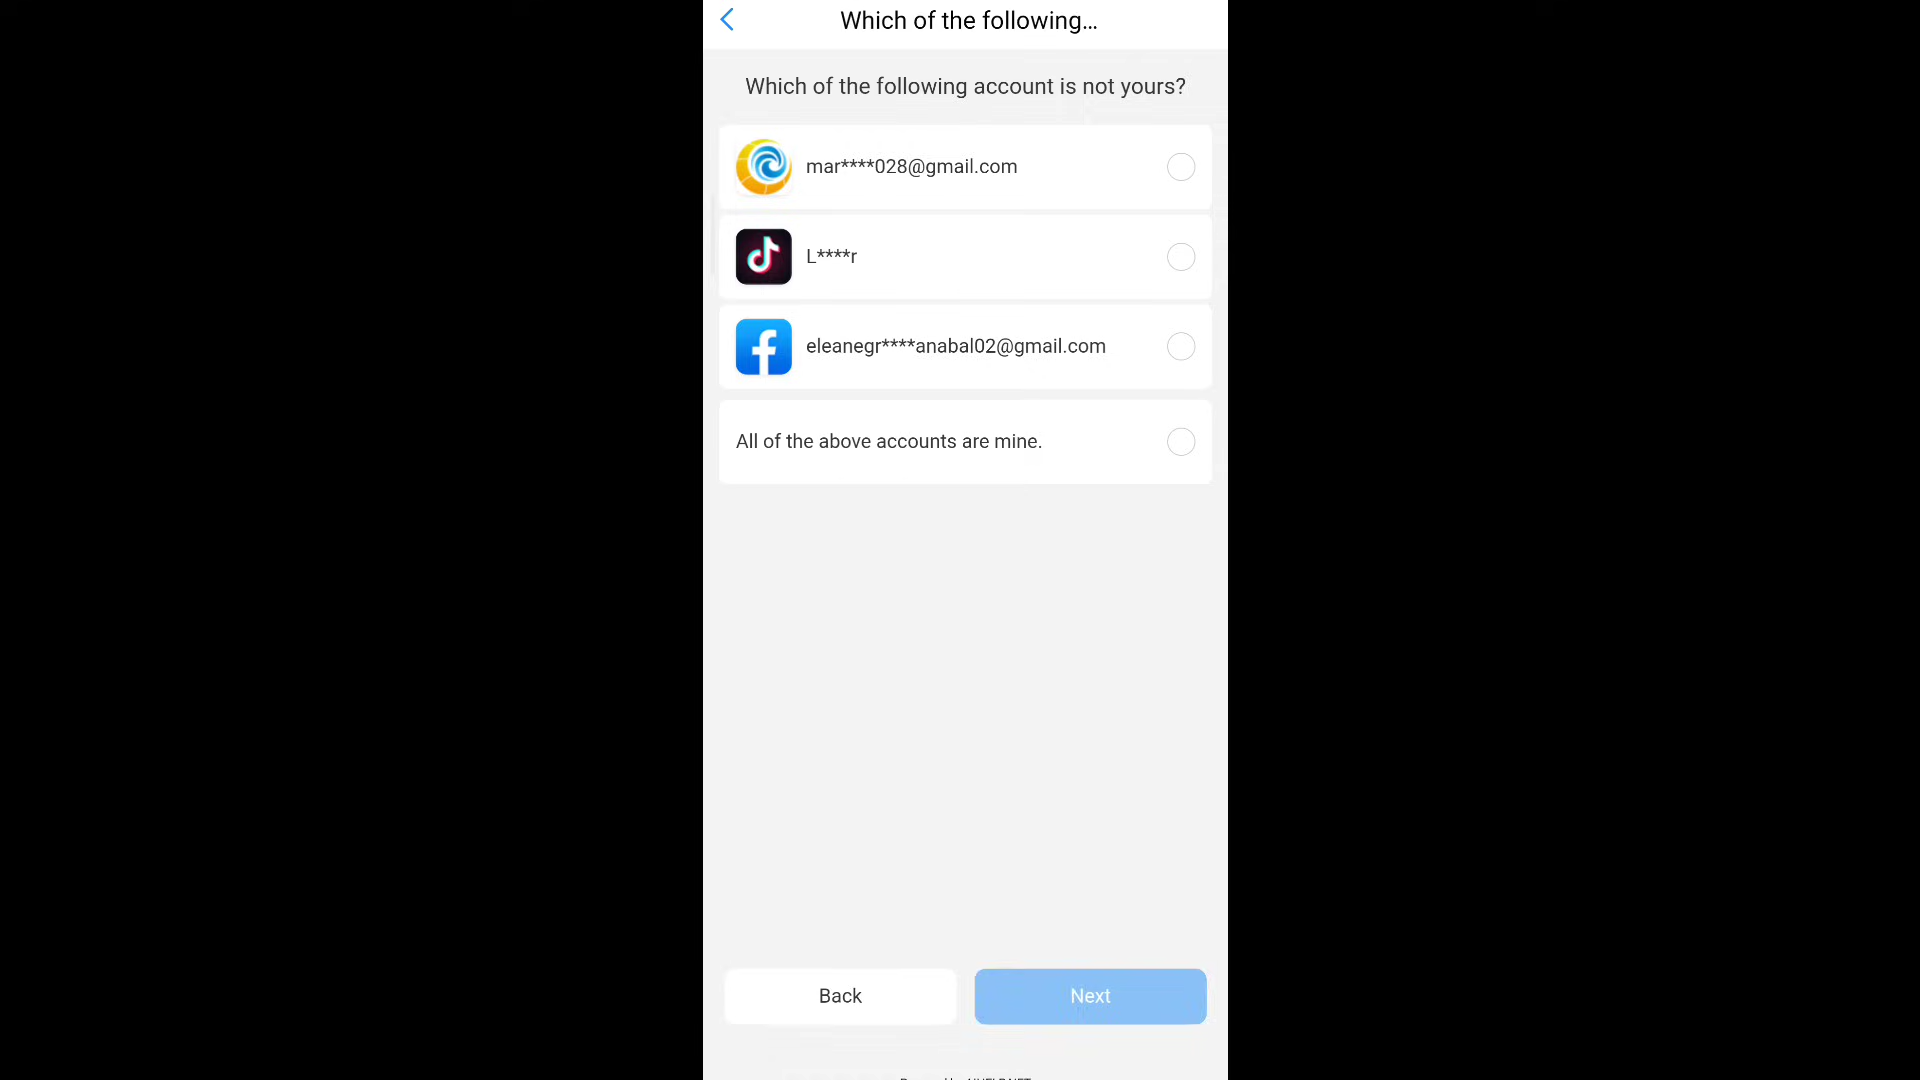 Which of the following...
Which of the following account is not yours?
mar****028@gmail.com
L****r
eleanegr****anabal02@gmail.com
All of the above accounts are mine.
Back
Next